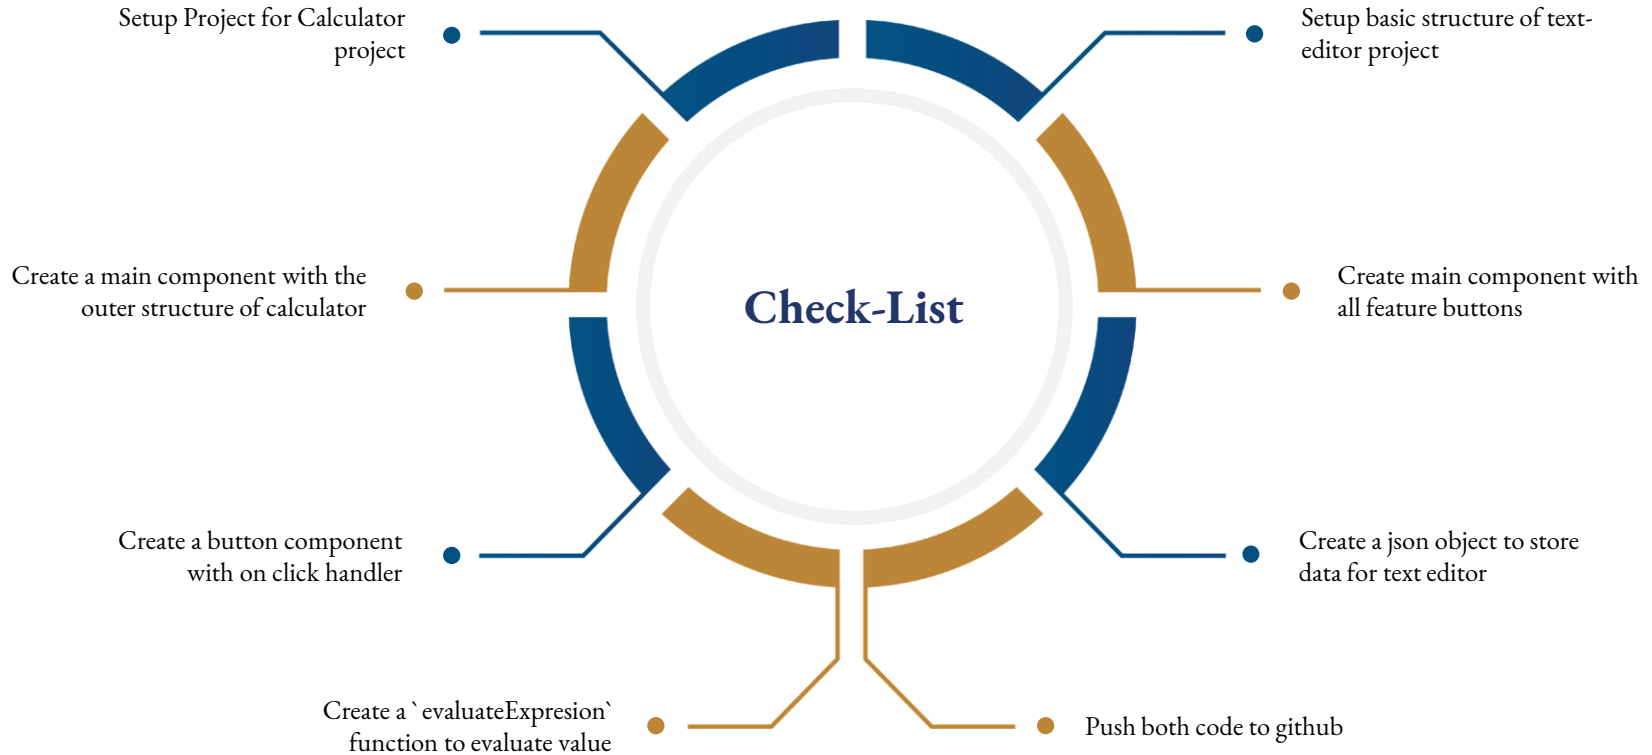 Setup Project for Calculator
project
Create a main component with the
outer structure of calculator
Create a button component
with on click handler
Create a `evaluateExpresion`
function to evaluate value
Check-List
Setup basic structure of text-
editor project
Create main component with
all feature buttons
Create a json object to store
data for text editor
Push both code to github